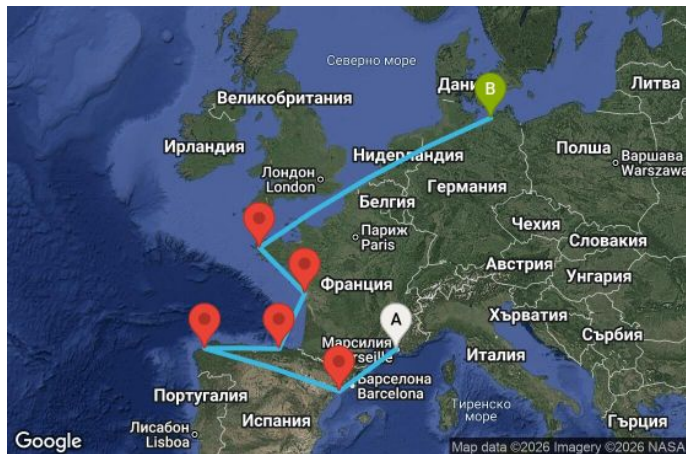 Северно море
Дани
B
Литва
Великобритания
Ирландия
Нидерландия
Полша
Варшава
Warszawa
Лондон
London
Германия
Белгия
Париж
Paris
Чехия
Словакия
Австрия
Унгария
Франция
A
Хърватия
Сърбия
Марсилия
seille
Италия
Барселона
Barcelona
Португалия
Испания
Тиренско
море
Гърция
Лисабон
Lisboa
Google
Map data ©2026 Imagery ©2026 NASA